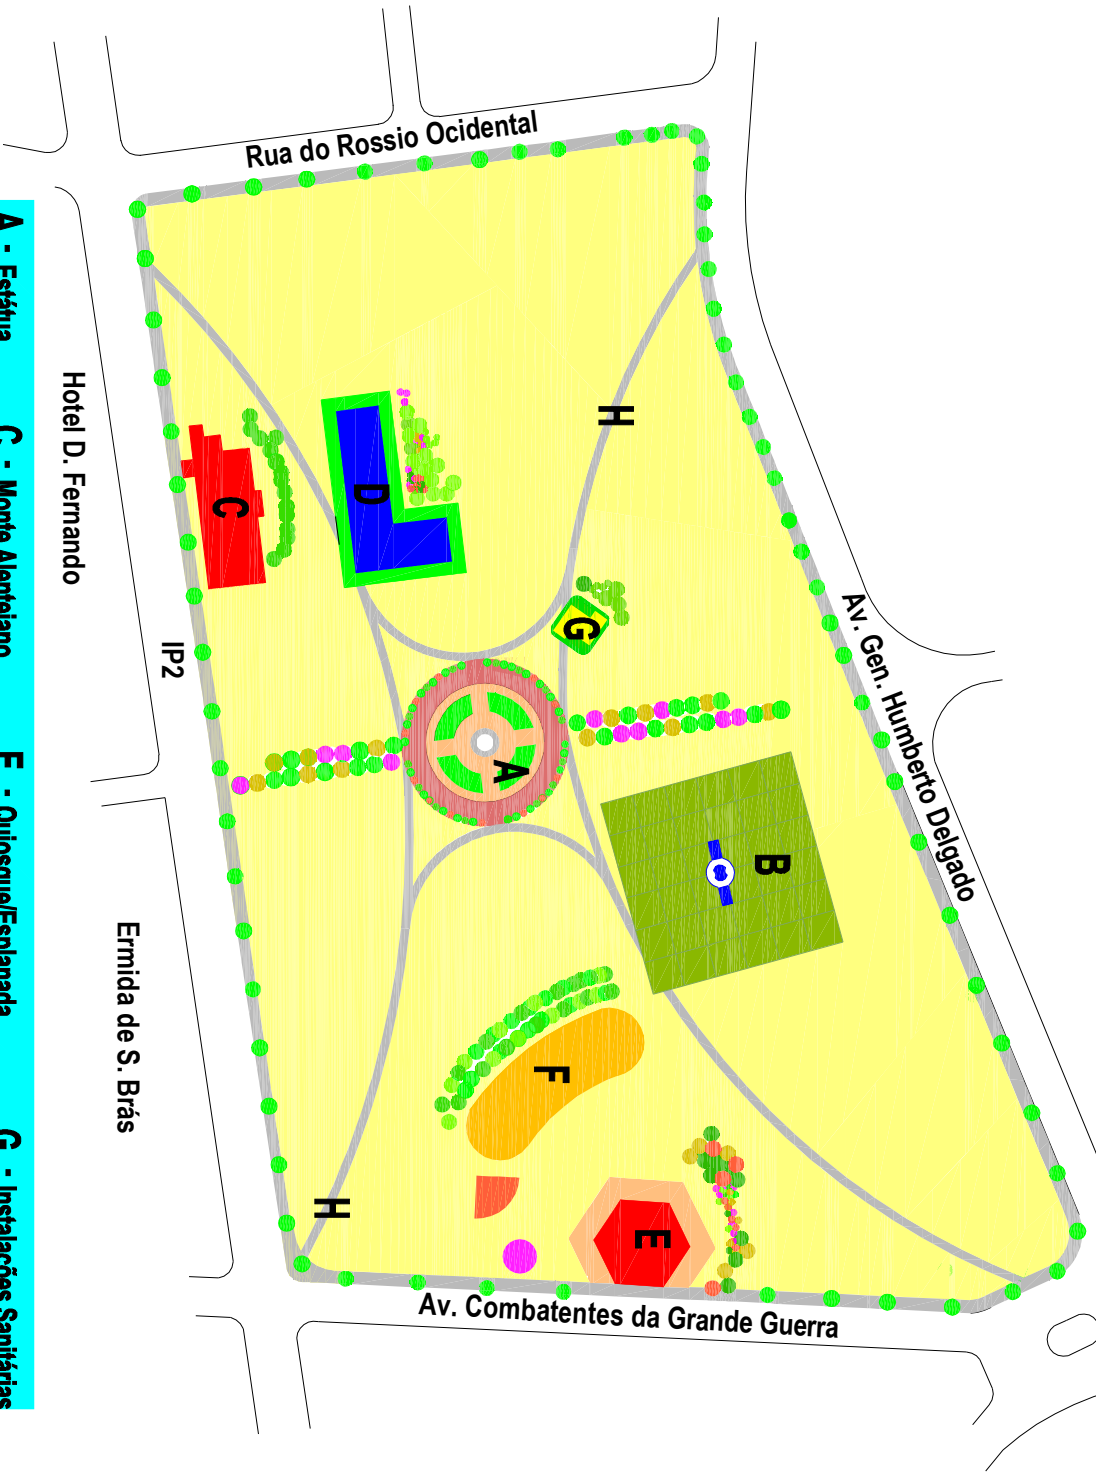 Rua do Rossio Ocidental
Av. Gen. Humberto Delgado
Hotel D. Fernando
IP2
Ermida de S. Brás
Av. Combatentes da Grande Guerra
H
C
D
G
A
B
F
E
H
A - Estátua
C - Monte Alentejano
F - Quiosque/Esplanada
G - Instalações Sanitárias